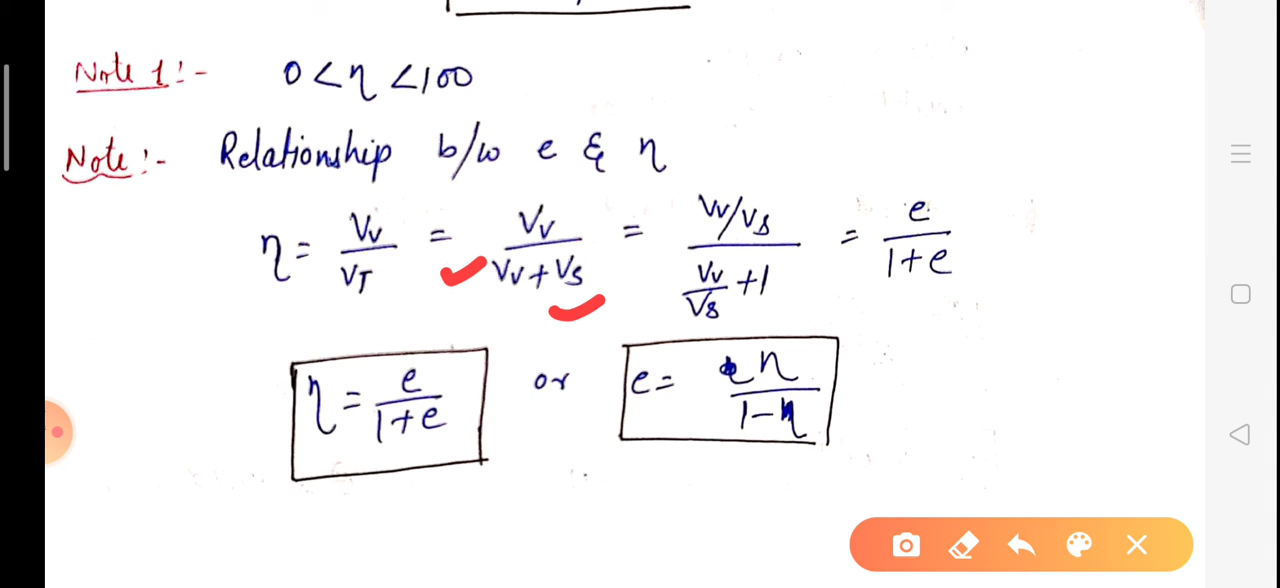 Note 1:- 0 < η < 100
Note:- Relationship b/w e & η
η = Vv/VT = Vv/(Vv + Vs) = (Vv/Vs)/(Vv/Vs + 1) = e/(1+e)
η = e/(1+e) or e = η/(1-η)